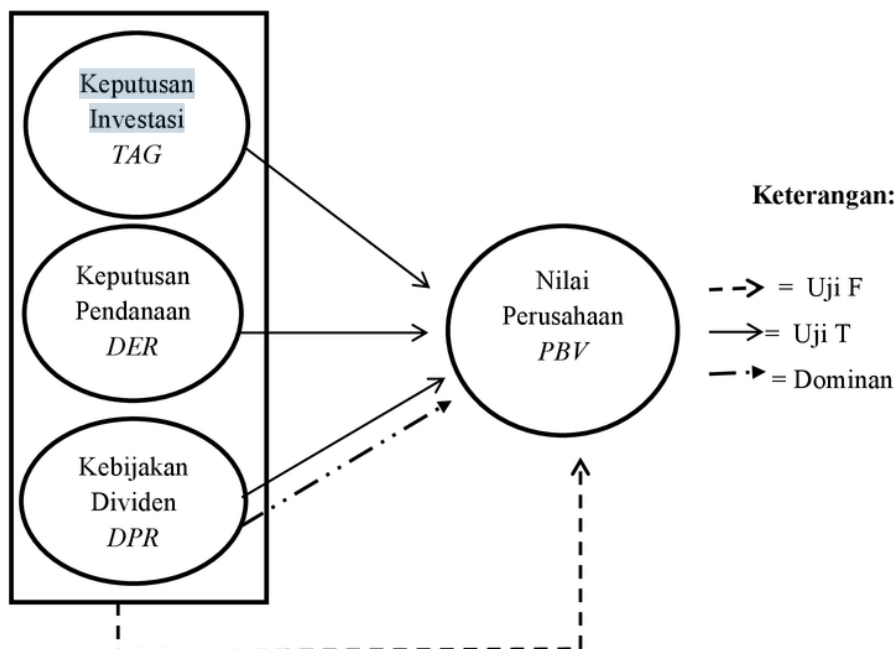 Keputusan
Investasi
TAG
Keputusan
Pendanaan
DER
Kebijakan
Dividen
DPR
Nilai
Perusahaan
PBV
Keterangan:
= Uji F
= Uji T
= Dominan